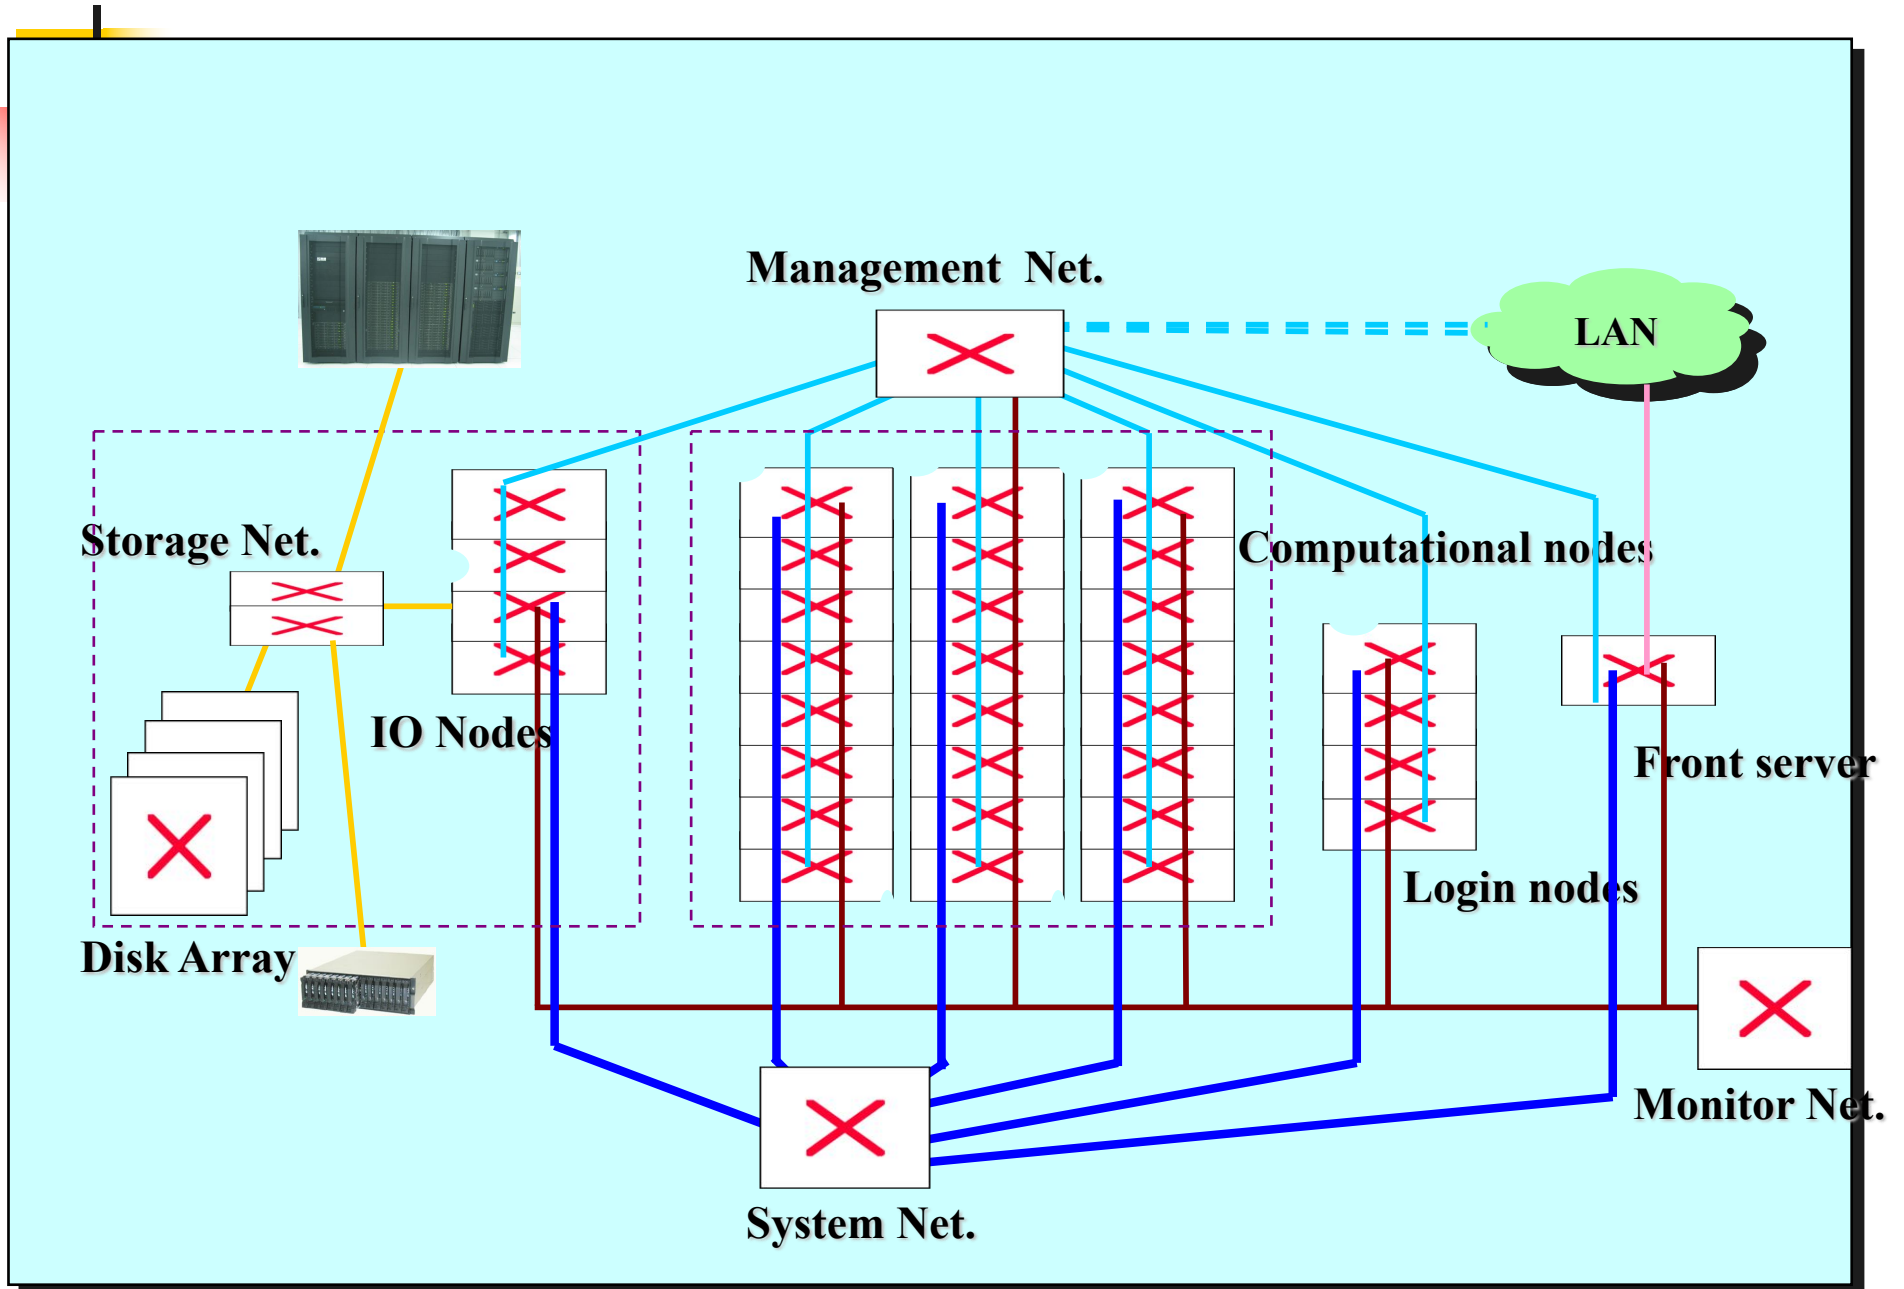 Management Net.
LAN
Storage Net.
Computational nodes
IO Nodes
Front server
Login nodes
Disk Array
Monitor Net.
System Net.